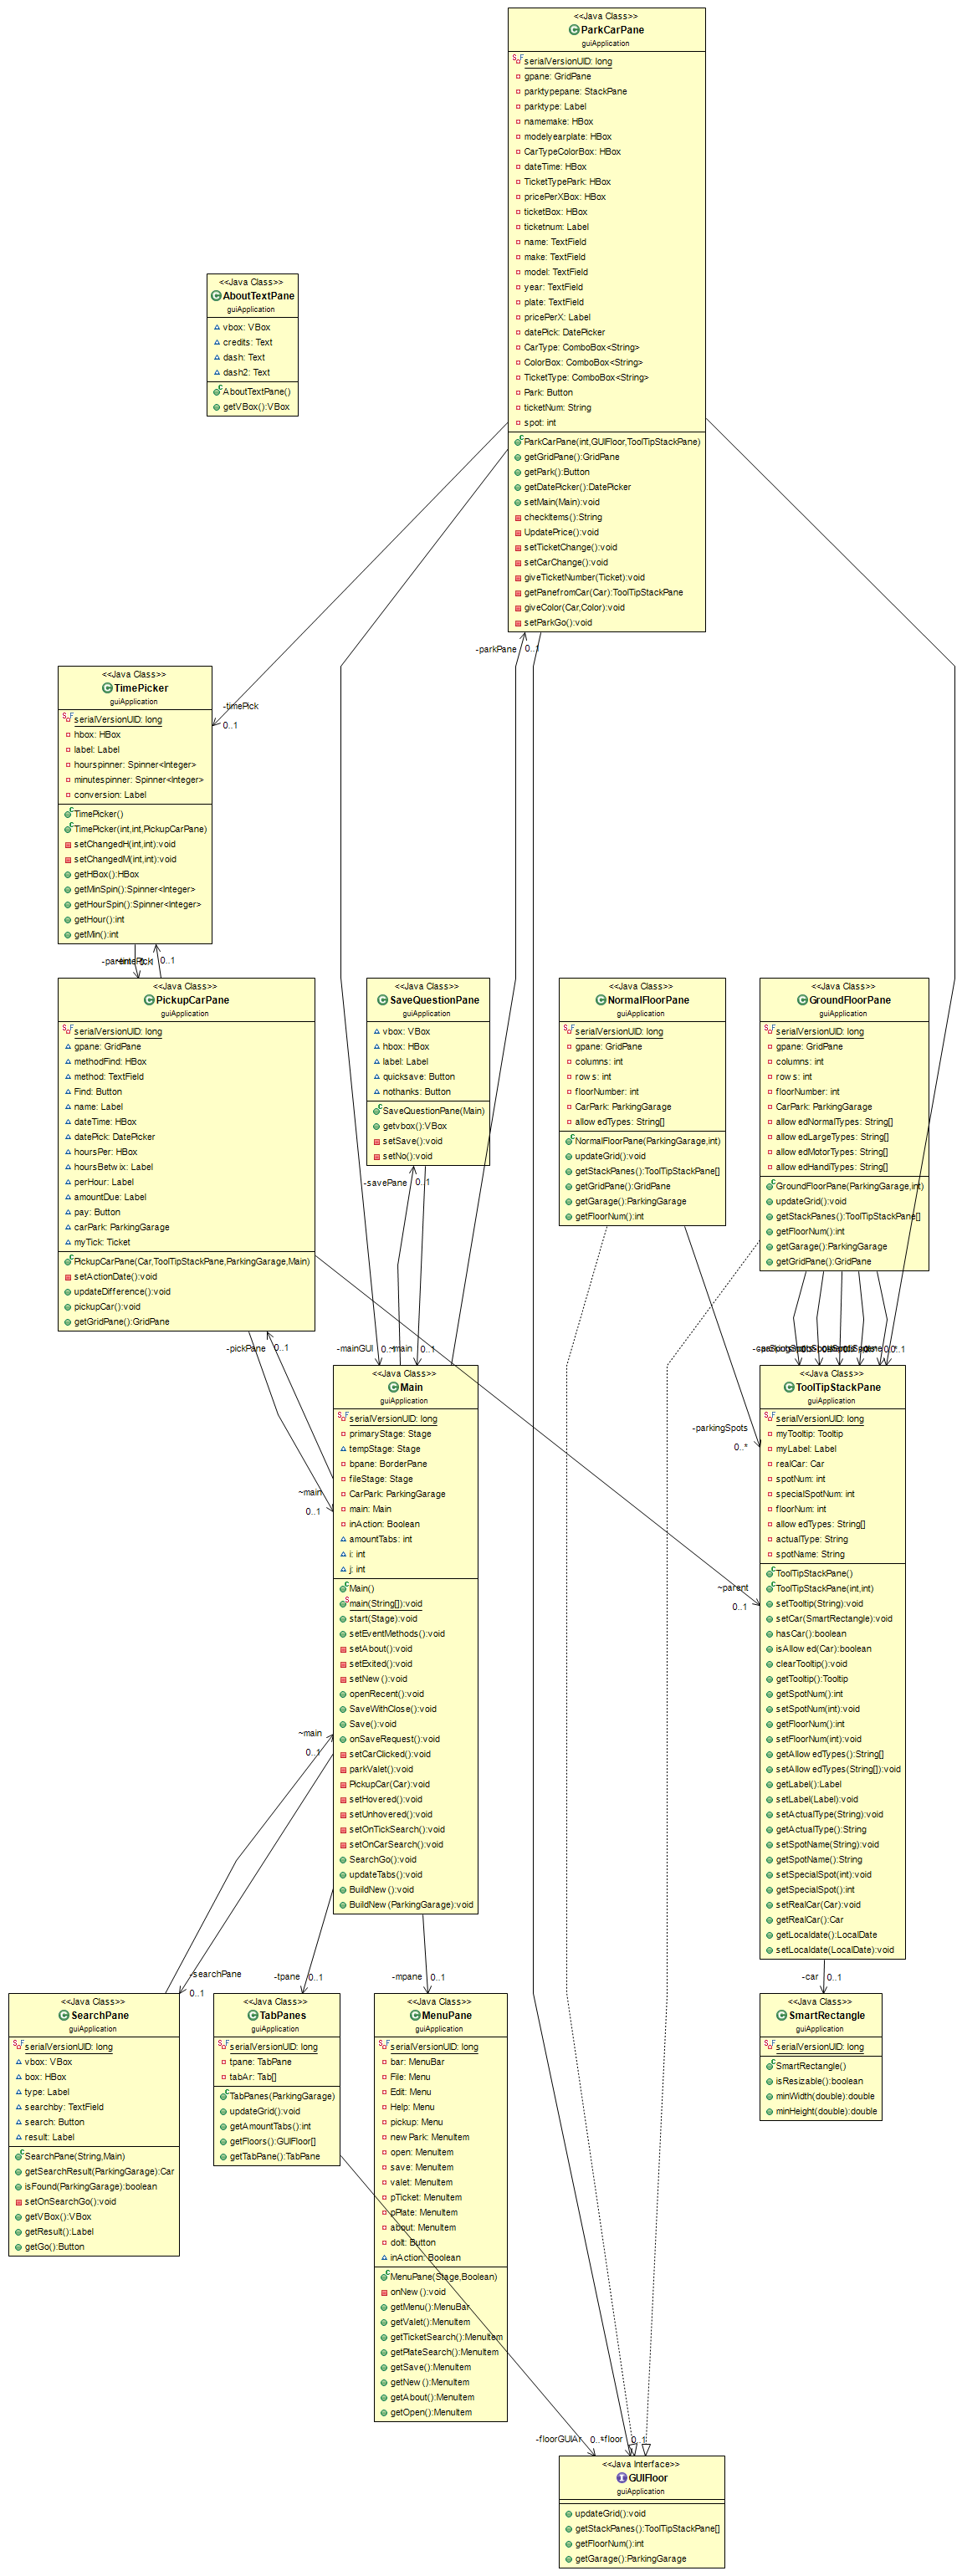 <<Java Class>>
ParkCarPane
guiApplication
serialVersionUID: long
gpane: GridPane
parktypepane: StackPane
parktype: Label
namemake: HBox
modelyearplate: HBox
CarTypeColorBox: HBox
dateTime: HBox
TicketTypePark: HBox
pricePerXBox: HBox
ticketBox: HBox
ticketnum: Label
name: TextField
make: TextField
model: TextField
year: TextField
plate: TextField
pricePerX: Label
datePick: DatePicker
CarType: ComboBox<String>
ColorBox: ComboBox<String>
TicketType: ComboBox<String>
Park: Button
ticketNum: String
spot: int
ParkCarPane(int,GUIFloor,ToolTipStackPane)
getGridPane():GridPane
getPark():Button
getDatePicker():DatePicker
setMain(Main):void
checkItems():String
UpdatePrice():void
setTicketChange():void
setCarChange():void
giveTicketNumber(Ticket):void
getPanefromCar(Car):ToolTipStackPane
giveColor(Car,Color):void
setParkGo():void
<<Java Class>>
AboutTextPane
guiApplication
vbox: VBox
credits: Text
dash: Text
dash2: Text
AboutTextPane()
getVBox():VBox
-parkPane
0..1
-timePick
0..1
<<Java Class>>
TimePicker
guiApplication
serialVersionUID: long
hbox: HBox
label: Label
hourspinner: Spinner<Integer>
minutespinner: Spinner<Integer>
conversion: Label
TimePicker()
TimePicker(int,int,PickupCarPane)
setChangedH(int,int):void
setChangedM(int,int):void
getHBox():HBox
getMinSpin():Spinner<Integer>
getHourSpin():Spinner<Integer>
getHour():int
getMin():int
0..1
<<Java Class>>
PickupCarPane
guiApplication
serialVersionUID: long
gpane: GridPane
methodFind: HBox
method: TextField
Find: Button
name: Label
dateTime: HBox
datePick: DatePicker
hoursPer: HBox
hoursBetwix: Label
perHour: Label
amountDue: Label
pay: Button
carPark: ParkingGarage
myTick: Ticket
PickupCarPane(Car,ToolTipStackPane,ParkingGarage,Main)
setActionDate():void
updateDifference():void
pickupCar():void
getGridPane():GridPane
<<Java Class>>
SaveQuestionPane
guiApplication
vbox: VBox
hbox: HBox
label: Label
quicksave: Button
nothanks: Button
SaveQuestionPane(Main)
getvbox():VBox
setSave():void
setNo():void
<<Java Class>>
NormalFloorPane
guiApplication
serialVersionUID: long
gpane: GridPane
columns: int
rows: int
floorNumber: int
CarPark: ParkingGarage
allowedTypes: String[]
NormalFloorPane(ParkingGarage,int)
updateGrid():void
getStackPanes():ToolTipStackPane[]
getGridPane():GridPane
getGarage():ParkingGarage
getFloorNum():int
<<Java Class>>
GroundFloorPane
guiApplication
serialVersionUID: long
gpane: GridPane
columns: int
rows: int
floorNumber: int
CarPark: ParkingGarage
allowedNormalTypes: String[]
allowedLargeTypes: String[]
allowedMotorTypes: String[]
allowedHandiTypes: String[]
GroundFloorPane(ParkingGarage,int)
updateGrid():void
getStackPanes():ToolTipStackPane[]
getFloorNum():int
getGarage():ParkingGarage
getGridPane():GridPane
-savePane
0..1
-pickPane
0..1
-mainGUI
0..1
0..1
<<Java Class>>
Main
guiApplication
serialVersionUID: long
primaryStage: Stage
tempStage: Stage
bpane: BorderPane
fileStage: Stage
CarPark: ParkingGarage
main: Main
inAction: Boolean
amountTabs: int
i: int
j: int
Main()
main(String[]):void
start(Stage):void
setEventMethods():void
setAbout():void
setExited():void
setNew():void
openRecent():void
SaveWithClose():void
Save():void
onSaveRequest():void
setCarClicked():void
parkValet():void
PickupCar(Car):void
setHovered():void
setUnhovered():void
setOnTickSearch():void
setOnCarSearch():void
SearchGo():void
updateTabs():void
BuildNew():void
BuildNew(ParkingGarage):void
~main
0..1
~main
0..1
<<Java Class>>
ToolTipStackPane
guiApplication
serialVersionUID: long
myTooltip: Tooltip
myLabel: Label
realCar: Car
spotNum: int
specialSpotNum: int
floorNum: int
allowedTypes: String[]
actualType: String
spotName: String
ToolTipStackPane()
ToolTipStackPane(int,int)
setTooltip(String):void
setCar(SmartRectangle):void
hasCar():boolean
isAllowed(Car):boolean
clearTooltip():void
getTooltip():Tooltip
getSpotNum():int
setSpotNum(int):void
getFloorNum():int
setFloorNum(int):void
getAllowedTypes():String[]
setAllowedTypes(String[]):void
getLabel():Label
setLabel(Label):void
setActualType(String):void
getActualType():String
setSpotName(String):void
getSpotName():String
setSpecialSpot(int):void
getSpecialSpot():int
setRealCar(Car):void
getRealCar():Car
getLocaldate():LocalDate
setLocaldate(LocalDate):void
-parkingSpots
0..*
~parent
0..1
-searchPane
0..1
-tpane
0..1
-mpane
0..1
-car
0..1
<<Java Class>>
SearchPane
guiApplication
serialVersionUID: long
vbox: VBox
box: HBox
type: Label
searchby: TextField
search: Button
result: Label
SearchPane(String,Main)
getSearchResult(ParkingGarage):Car
isFound(ParkingGarage):boolean
setOnSearchGo():void
getVBox():VBox
getResult():Label
getGo():Button
<<Java Class>>
TabPanes
guiApplication
serialVersionUID: long
tpane: TabPane
tabAr: Tab[]
TabPanes(ParkingGarage)
updateGrid():void
getAmountTabs():int
getFloors():GUIFloor[]
getTabPane():TabPane
<<Java Class>>
MenuPane
guiApplication
serialVersionUID: long
bar: MenuBar
File: Menu
Edit: Menu
Help: Menu
pickup: Menu
newPark: MenuItem
open: MenuItem
save: MenuItem
valet: MenuItem
pTicket: MenuItem
pPlate: MenuItem
about: MenuItem
doIt: Button
inAction: Boolean
MenuPane(Stage,Boolean)
onNew():void
getMenu():MenuBar
getValet():MenuItem
getTicketSearch():MenuItem
getPlateSearch():MenuItem
getSave():MenuItem
getNew():MenuItem
getAbout():MenuItem
getOpen():MenuItem
<<Java Class>>
SmartRectangle
guiApplication
serialVersionUID: long
SmartRectangle()
isResizable():boolean
minWidth(double):double
minHeight(double):double
-floorGUIAr
0..1
<<Java Interface>>
GUIFloor
guiApplication
updateGrid():void
getStackPanes():ToolTipStackPane[]
getFloorNum():int
getGarage():ParkingGarage